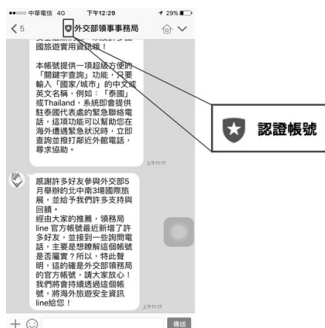 中華電信 4G 下午12:29 29%
5 外交部領事事務局
國旅遊實用資訊喔！
本帳號提供一項超級方便的
「關鍵字查詢」功能，只要
輸入「國家/城市」的中文或
英文名稱，例如：「泰國」
或Thailand，系統即會提供
駐泰國代表處的緊急聯絡電
話，這項功能可以幫助您在
海外遭遇緊急狀況時，立即
查詢並撥打鄰近外館電話，
尋求協助。
認證帳號
感謝許多好友參與外交部5
月舉辦的北中南3場國際旅
展，並給予我們許多支持與
回饋。
經由大家的推薦，領務局
line 官方帳號最近新增了許
多好友，並接到一些詢問電
話，主要是想瞭解這個帳號
是否屬實？所以，特此聲
明，這的確是外交部領務局
的官方帳號，請大家放心！
我們將會持續透過這個帳
號，將海外旅遊安全資訊
line給您！
傳送